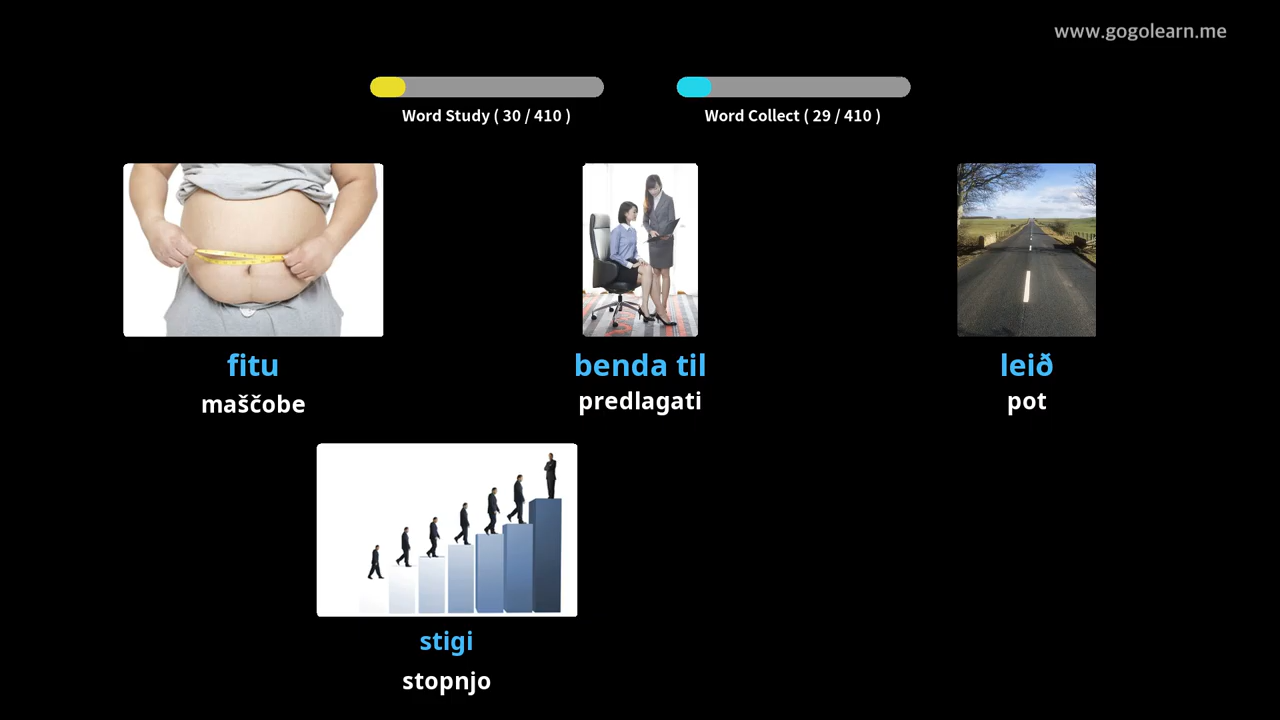 www.gogolearn.me
Word Study ( 30 / 410 )
Word Collect ( 29 / 410 )
fitu
benda til
leið
maščobe
predlagati
pot
stigi
stopnjo